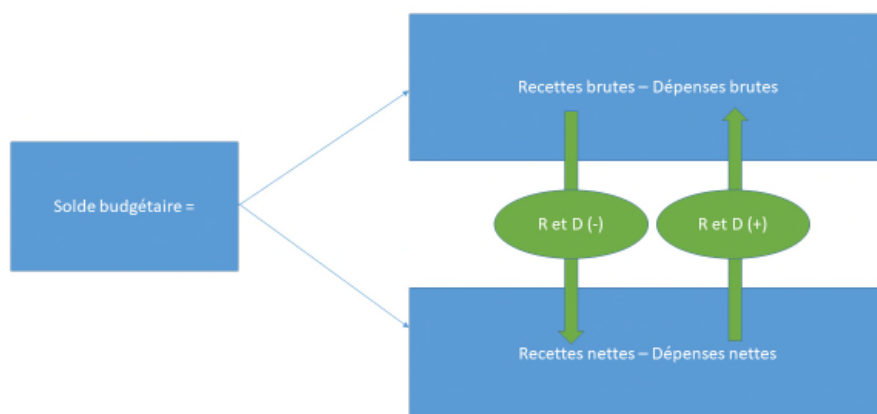 Recettes brutes – Dépenses brutes
Solde budgétaire =
R et D (-)
R et D (+)
Recettes nettes – Dépenses nettes